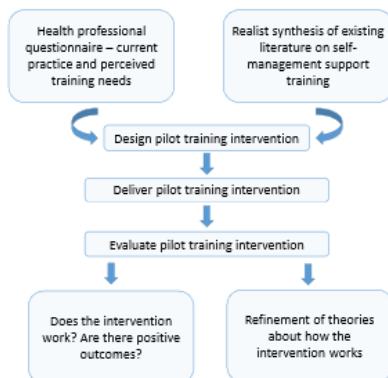 Health professional
questionnaire – current
practice and perceived
training needs
Realist synthesis of existing
literature on self-
management support
training
Design pilot training intervention
Deliver pilot training intervention
Evaluate pilot training intervention
Does the intervention
work? Are there positive
outcomes?
Refinement of theories
about how the
intervention works